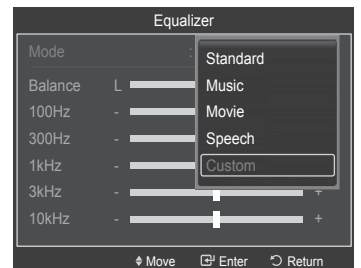 Equalizer
Mode :
Standard
Music
Movie
Speech
Custom
Balance L
100Hz -
300Hz -
1kHz -
3kHz - +
10kHz - +
Move Enter Return